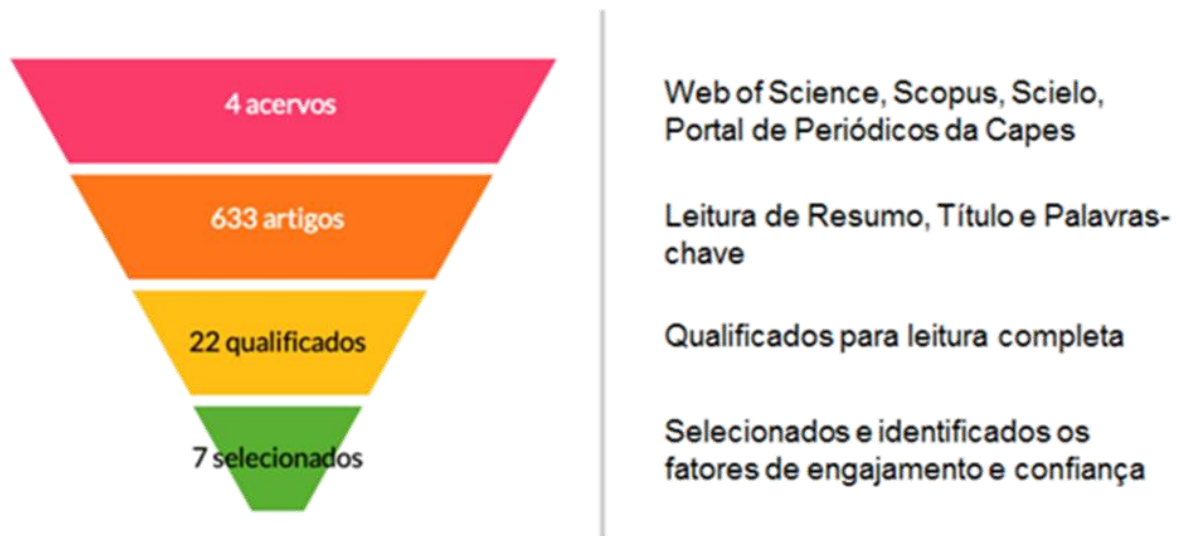 4 acervos
Web of Science, Scopus, Scielo,
Portal de Periódicos da Capes
633 artigos
Leitura de Resumo, Título e Palavras-
chave
22 qualificados
Qualificados para leitura completa
7 selecionados
Selecionados e identificados os
fatores de engajamento e confiança